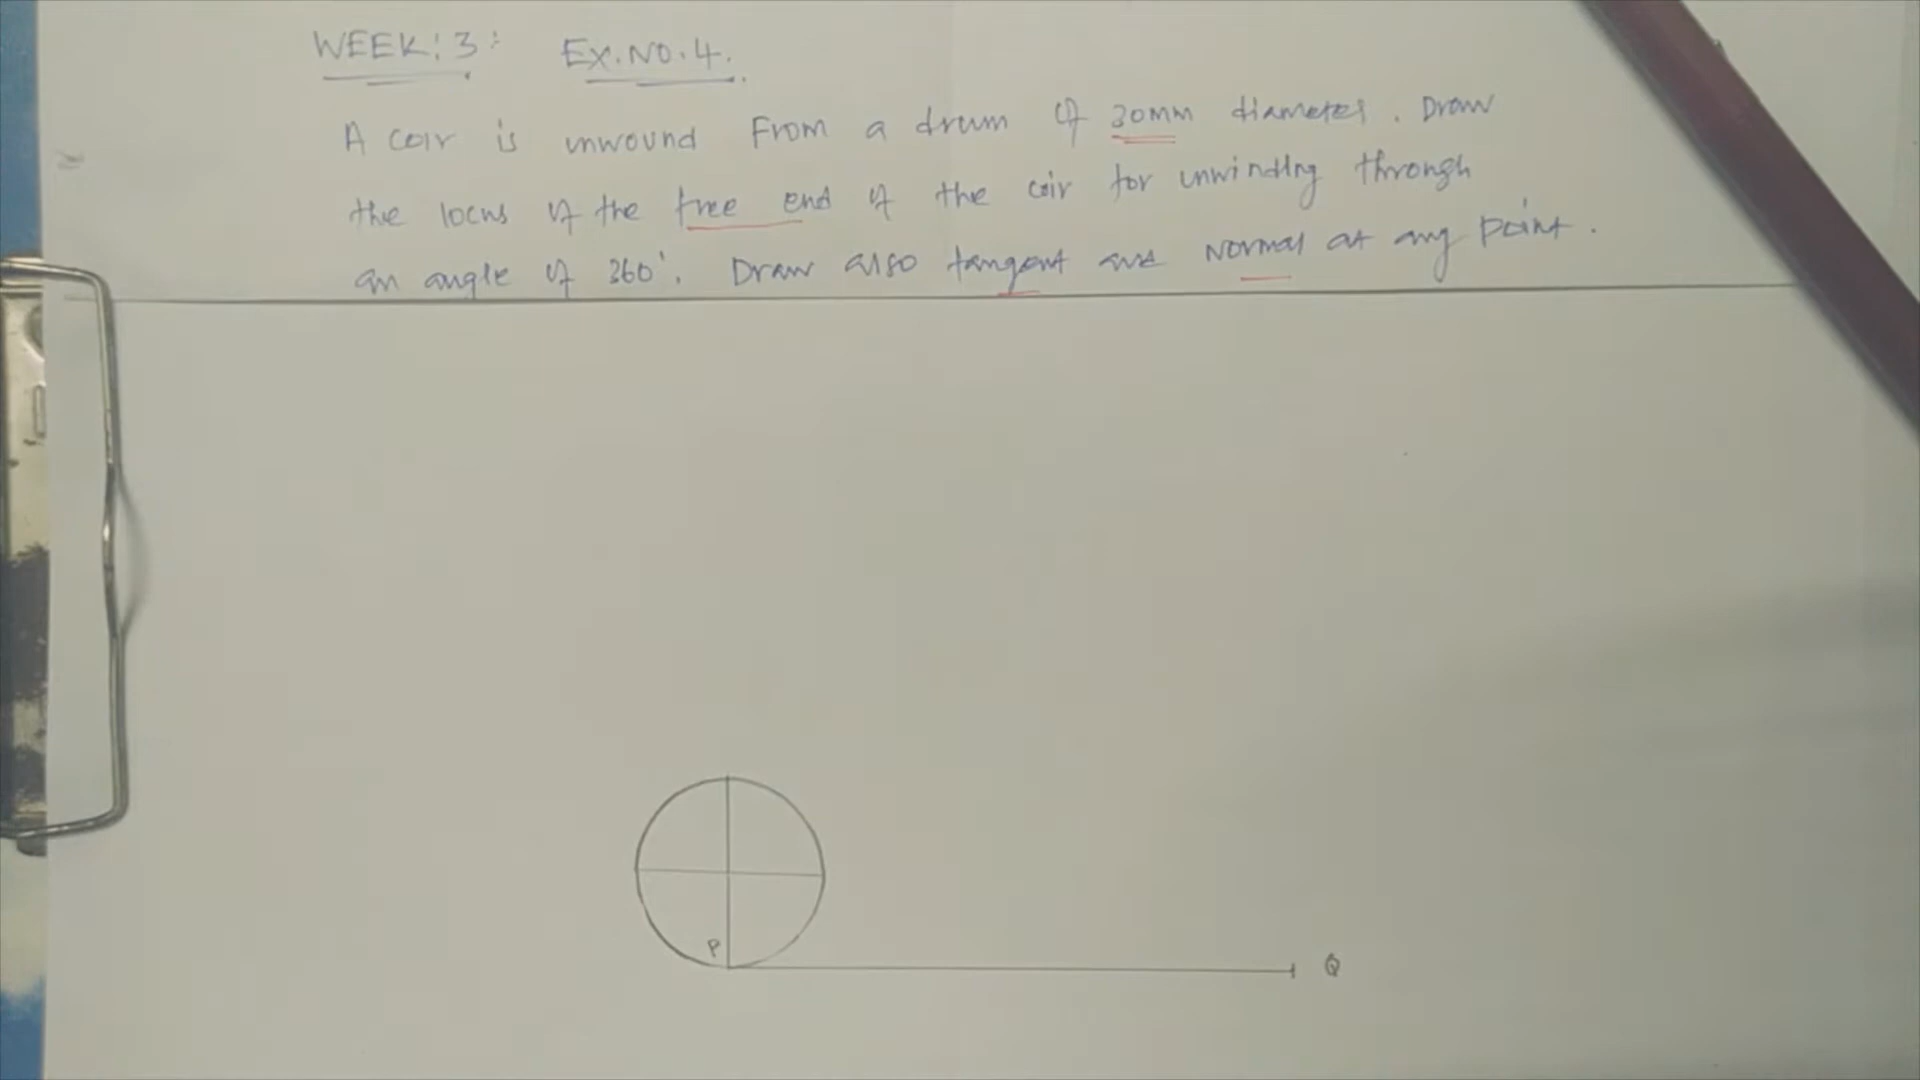 WEEK: 3: Ex.No.4.
A coir is unwound From a drum of 30mm diameter. Draw
the locus of the free end of the coir for unwinding through
an angle of 360°. Draw also tangent and Normal at any point.
P
Q